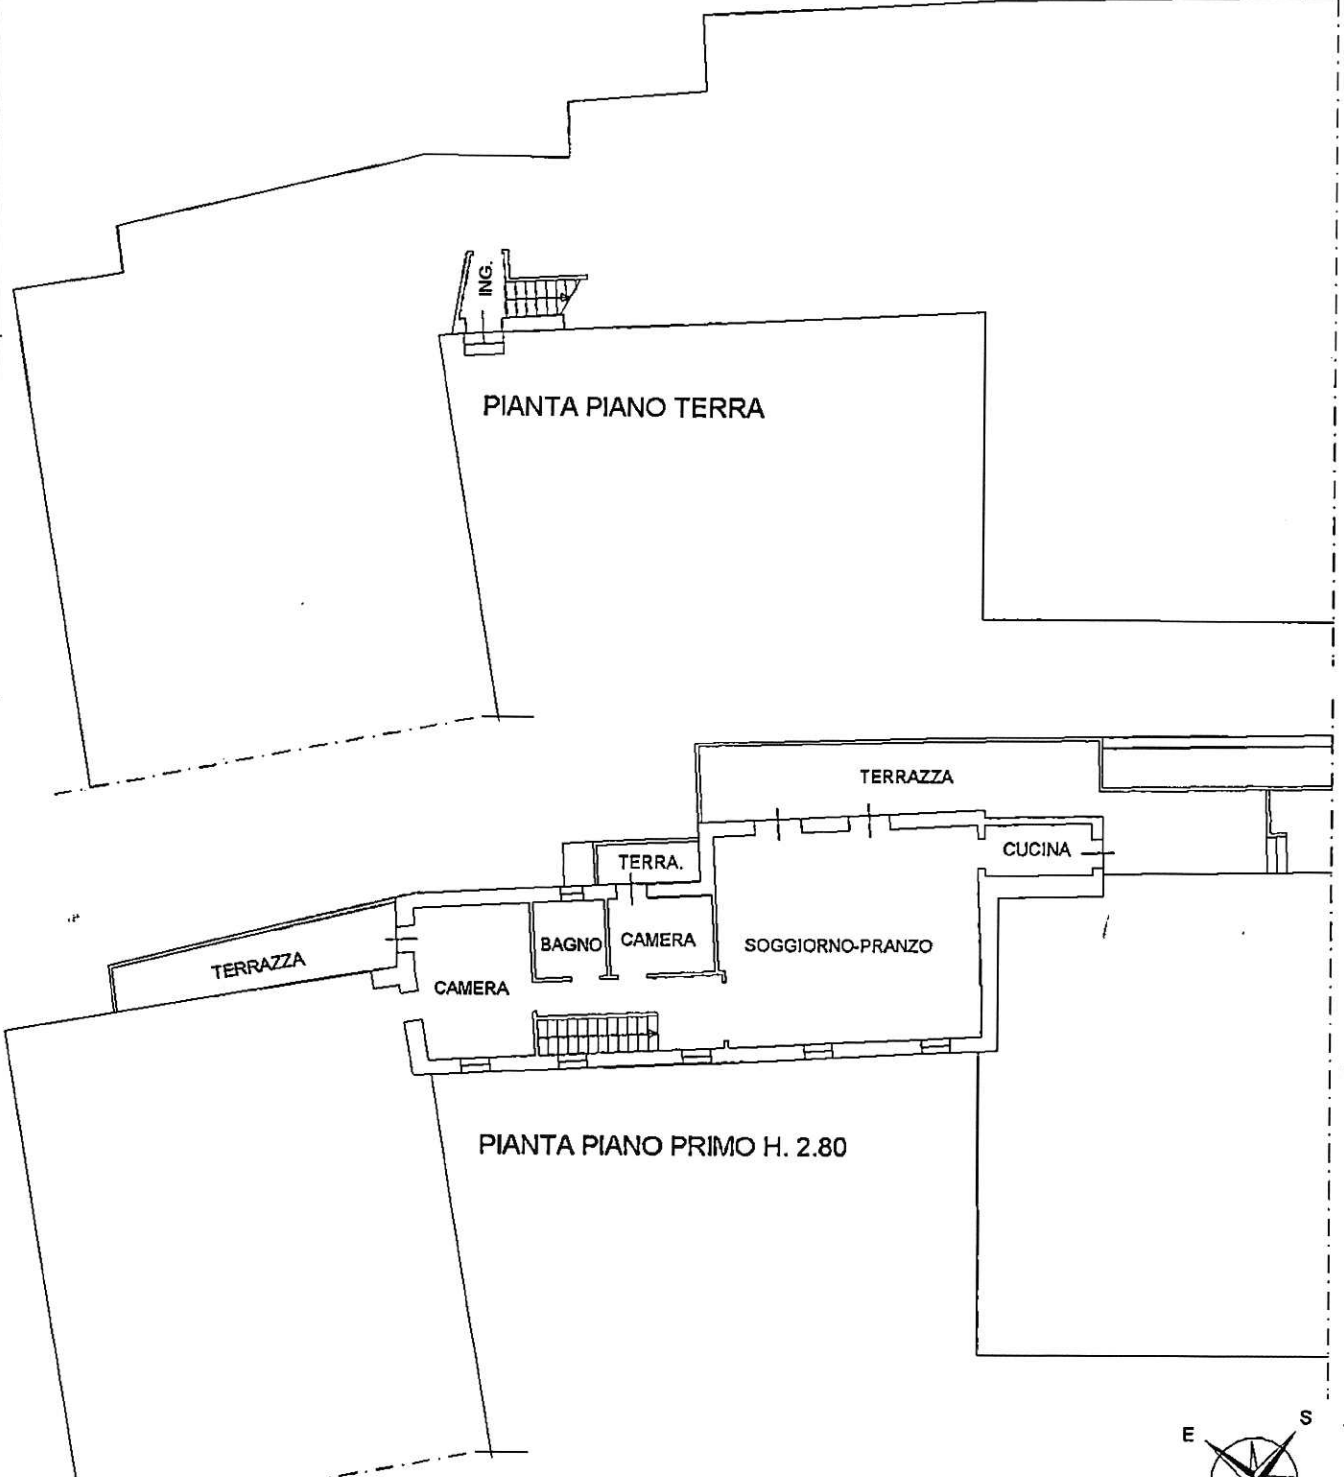 ING.
PIANTA PIANO TERRA
TERRAZZA
CUCINA
TERRA.
BAGNO
CAMERA
SOGGIORNO-PRANZO
TERRAZZA
CAMERA
PIANTA PIANO PRIMO H. 2.80
E
S